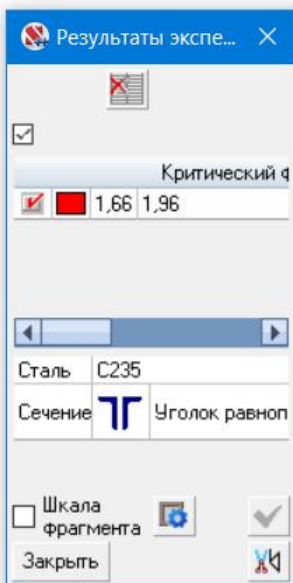 Результаты экспе...
Критический ф
1,66 1,96
Сталь С235
Сечение Уголок равноп
Шкала
фрагмента
Закрыть